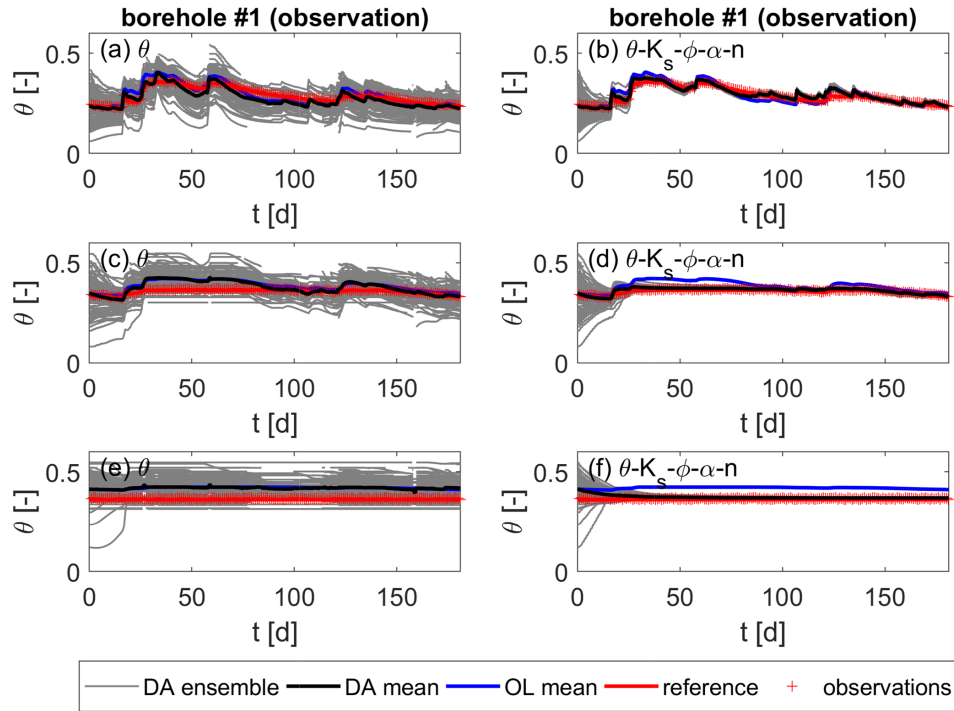 borehole #1 (observation)
borehole #1 (observation)
(a) θ
0.5
0
θ [-]
0 50 100 150
t [d]
(b) θ-Kₛ-ϕ-α-n
0.5
0
θ [-]
0 50 100 150
t [d]
(c) θ
0.5
0
θ [-]
0 50 100 150
t [d]
(d) θ-Kₛ-ϕ-α-n
0.5
0
θ [-]
0 50 100 150
t [d]
(e) θ
0.5
0
θ [-]
0 50 100 150
t [d]
(f) θ-Kₛ-ϕ-α-n
0.5
0
θ [-]
0 50 100 150
t [d]
DA ensemble DA mean OL mean reference observations